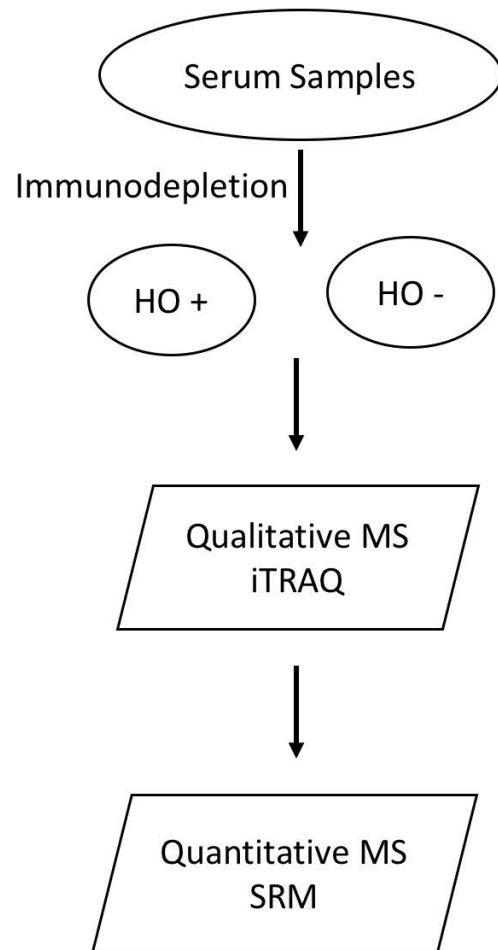 Serum Samples
Immunodepletion
HO +
HO -
Qualitative MS
iTRAQ
Quantitative MS
SRM